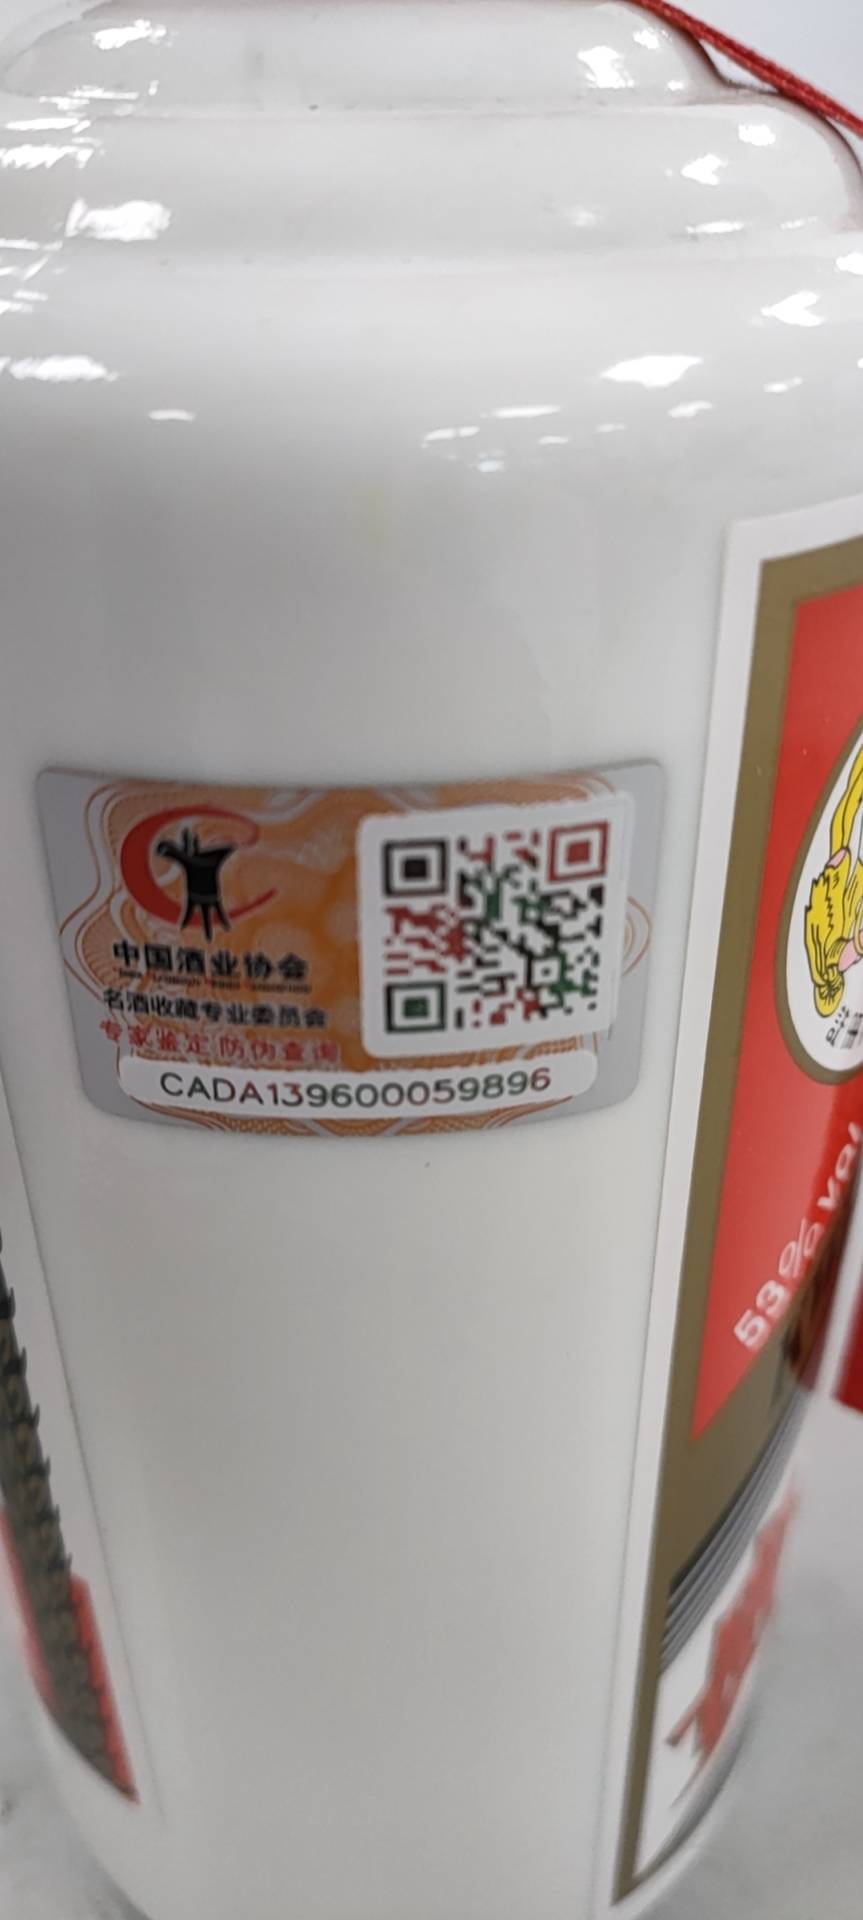 中国酒业协会
名酒收藏专业委员会
专家鉴定防伪查询
CADA139600059896
53% vol